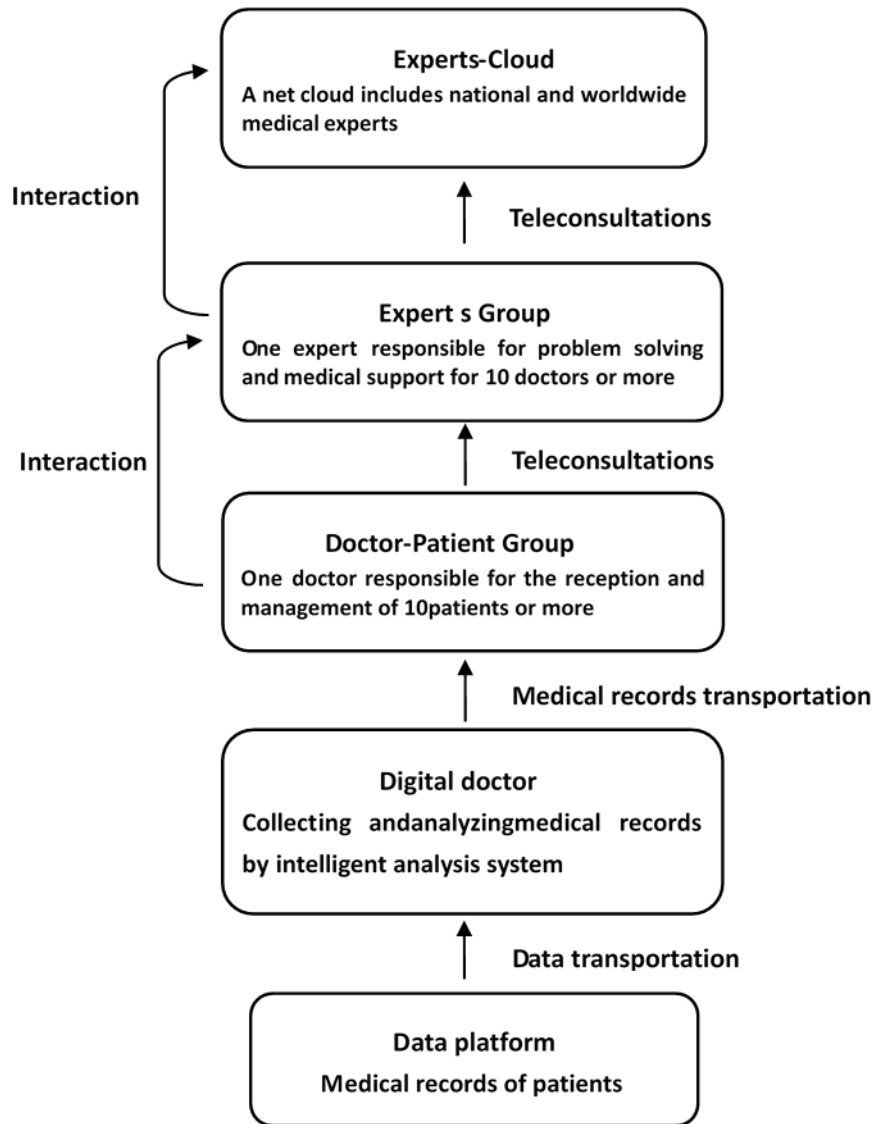 Experts-Cloud
A net cloud includes national and worldwide
medical experts
Interaction
Teleconsultations
Expert s Group
One expert responsible for problem solving
and medical support for 10 doctors or more
Interaction
Teleconsultations
Doctor-Patient Group
One doctor responsible for the reception and
management of 10patients or more
Medical records transportation
Digital doctor
Collecting andanalyzingmedical records
by intelligent analysis system
Data transportation
Data platform
Medical records of patients